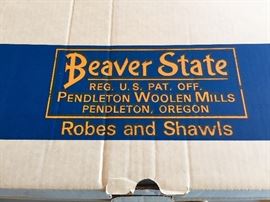 Beaver State
REG. U.S. PAT. OFF.
PENDLETON WOOLEN MILLS
PENDLETON, OREGON
Robes and Shawls